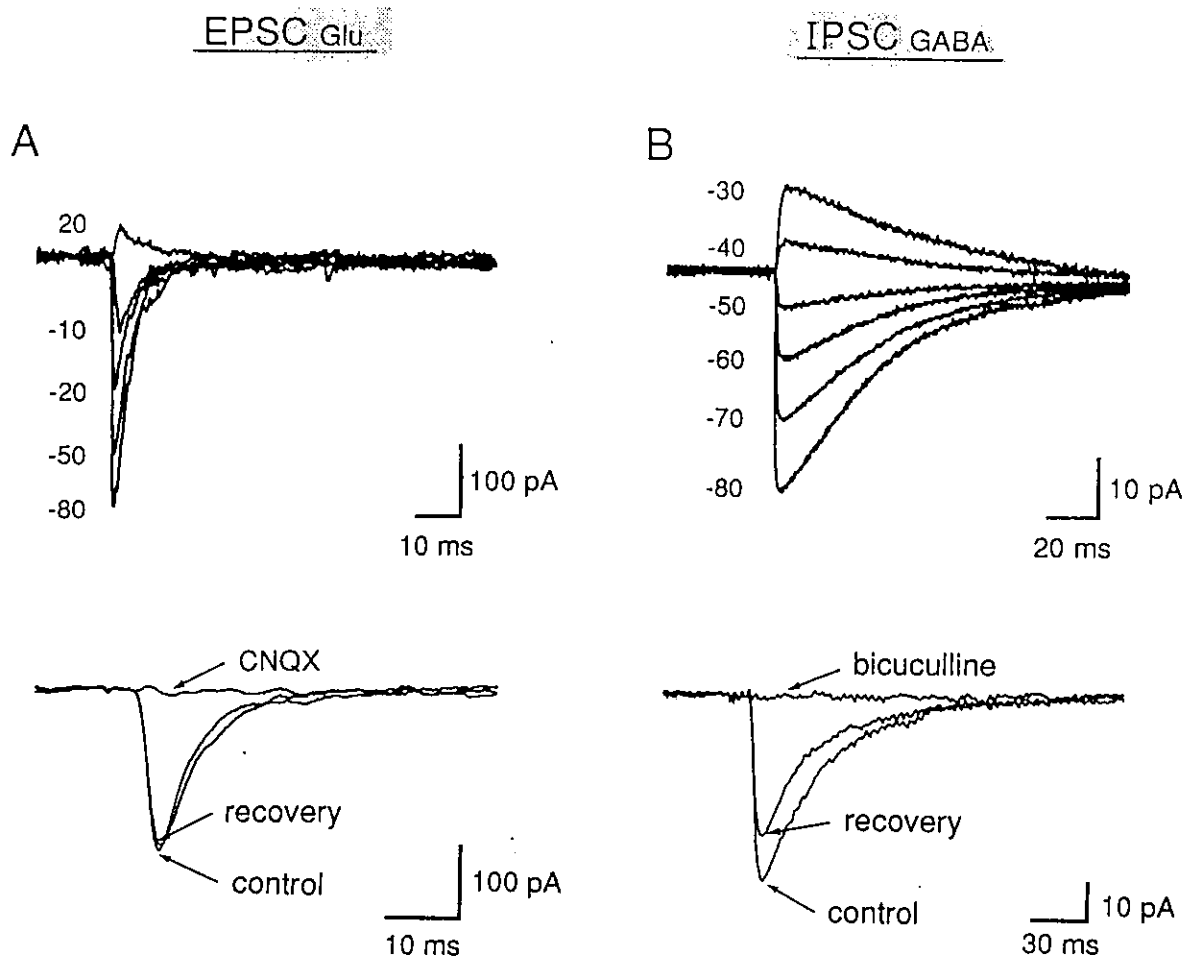 EPSC Glu
IPSC GABA
A
20
-10
-20
-50
-80
100 pA
10 ms
B
-30
-40
-50
-60
-70
-80
10 pA
20 ms
CNQX
recovery
control
100 pA
10 ms
bicuculline
recovery
control
10 pA
30 ms